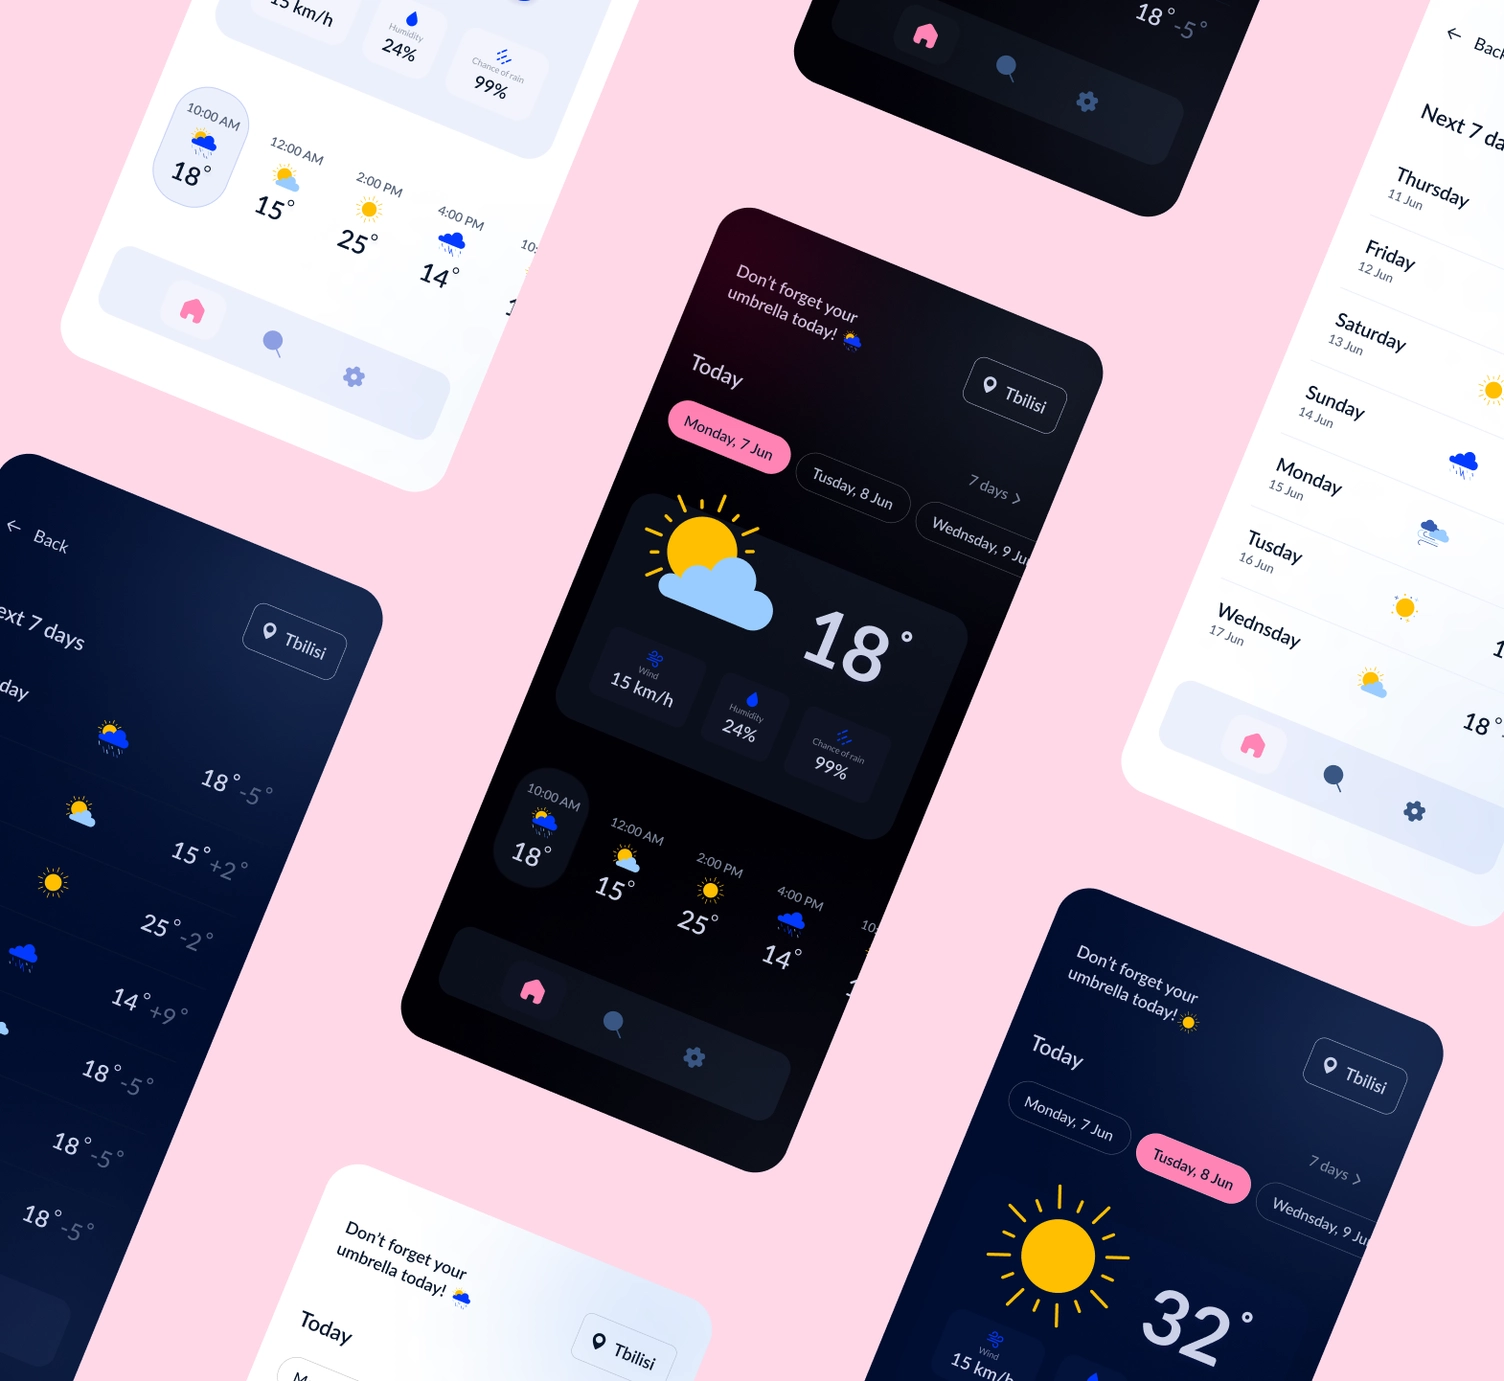 15 km/h
Humidity
24%
Chance of rain
99%
10:00 AM
18°
12:00 AM
15°
2:00 PM
25°
4:00 PM
14°
10:
18°
-5°
← Back
Next 7 da
Thursday
11 Jun
Friday
12 Jun
Saturday
13 Jun
Sunday
14 Jun
Monday
15 Jun
Tusday
16 Jun
Wednsday
17 Jun
18°
Don't forget your
umbrella today!
Tbilisi
Today
Monday, 7 Jun
Tusday, 8 Jun
Wednsday, 9 Ju
7 days >
18°
Wind
15 km/h
Humidity
24%
Chance of rain
99%
10:00 AM
18°
12:00 AM
15°
2:00 PM
25°
4:00 PM
14°
10:
← Back
Tbilisi
ext 7 days
day
18°-5°
15°+2°
25°-2°
14°+9°
18°-5°
18°-5°
18°-5°
Don't forget your
umbrella today!
Tbilisi
Today
Don't forget your
umbrella today!
Tbilisi
Today
Monday, 7 Jun
Tusday, 8 Jun
Wednsday, 9 Ju
7 days >
32°
Wind
15 km/h